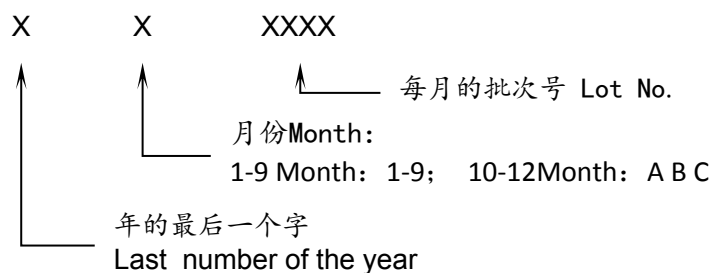 X X XXXX
每月的批次号 Lot No.
月份Month：
1-9 Month：1-9； 10-12Month：A B C
年的最后一个字
Last number of the year